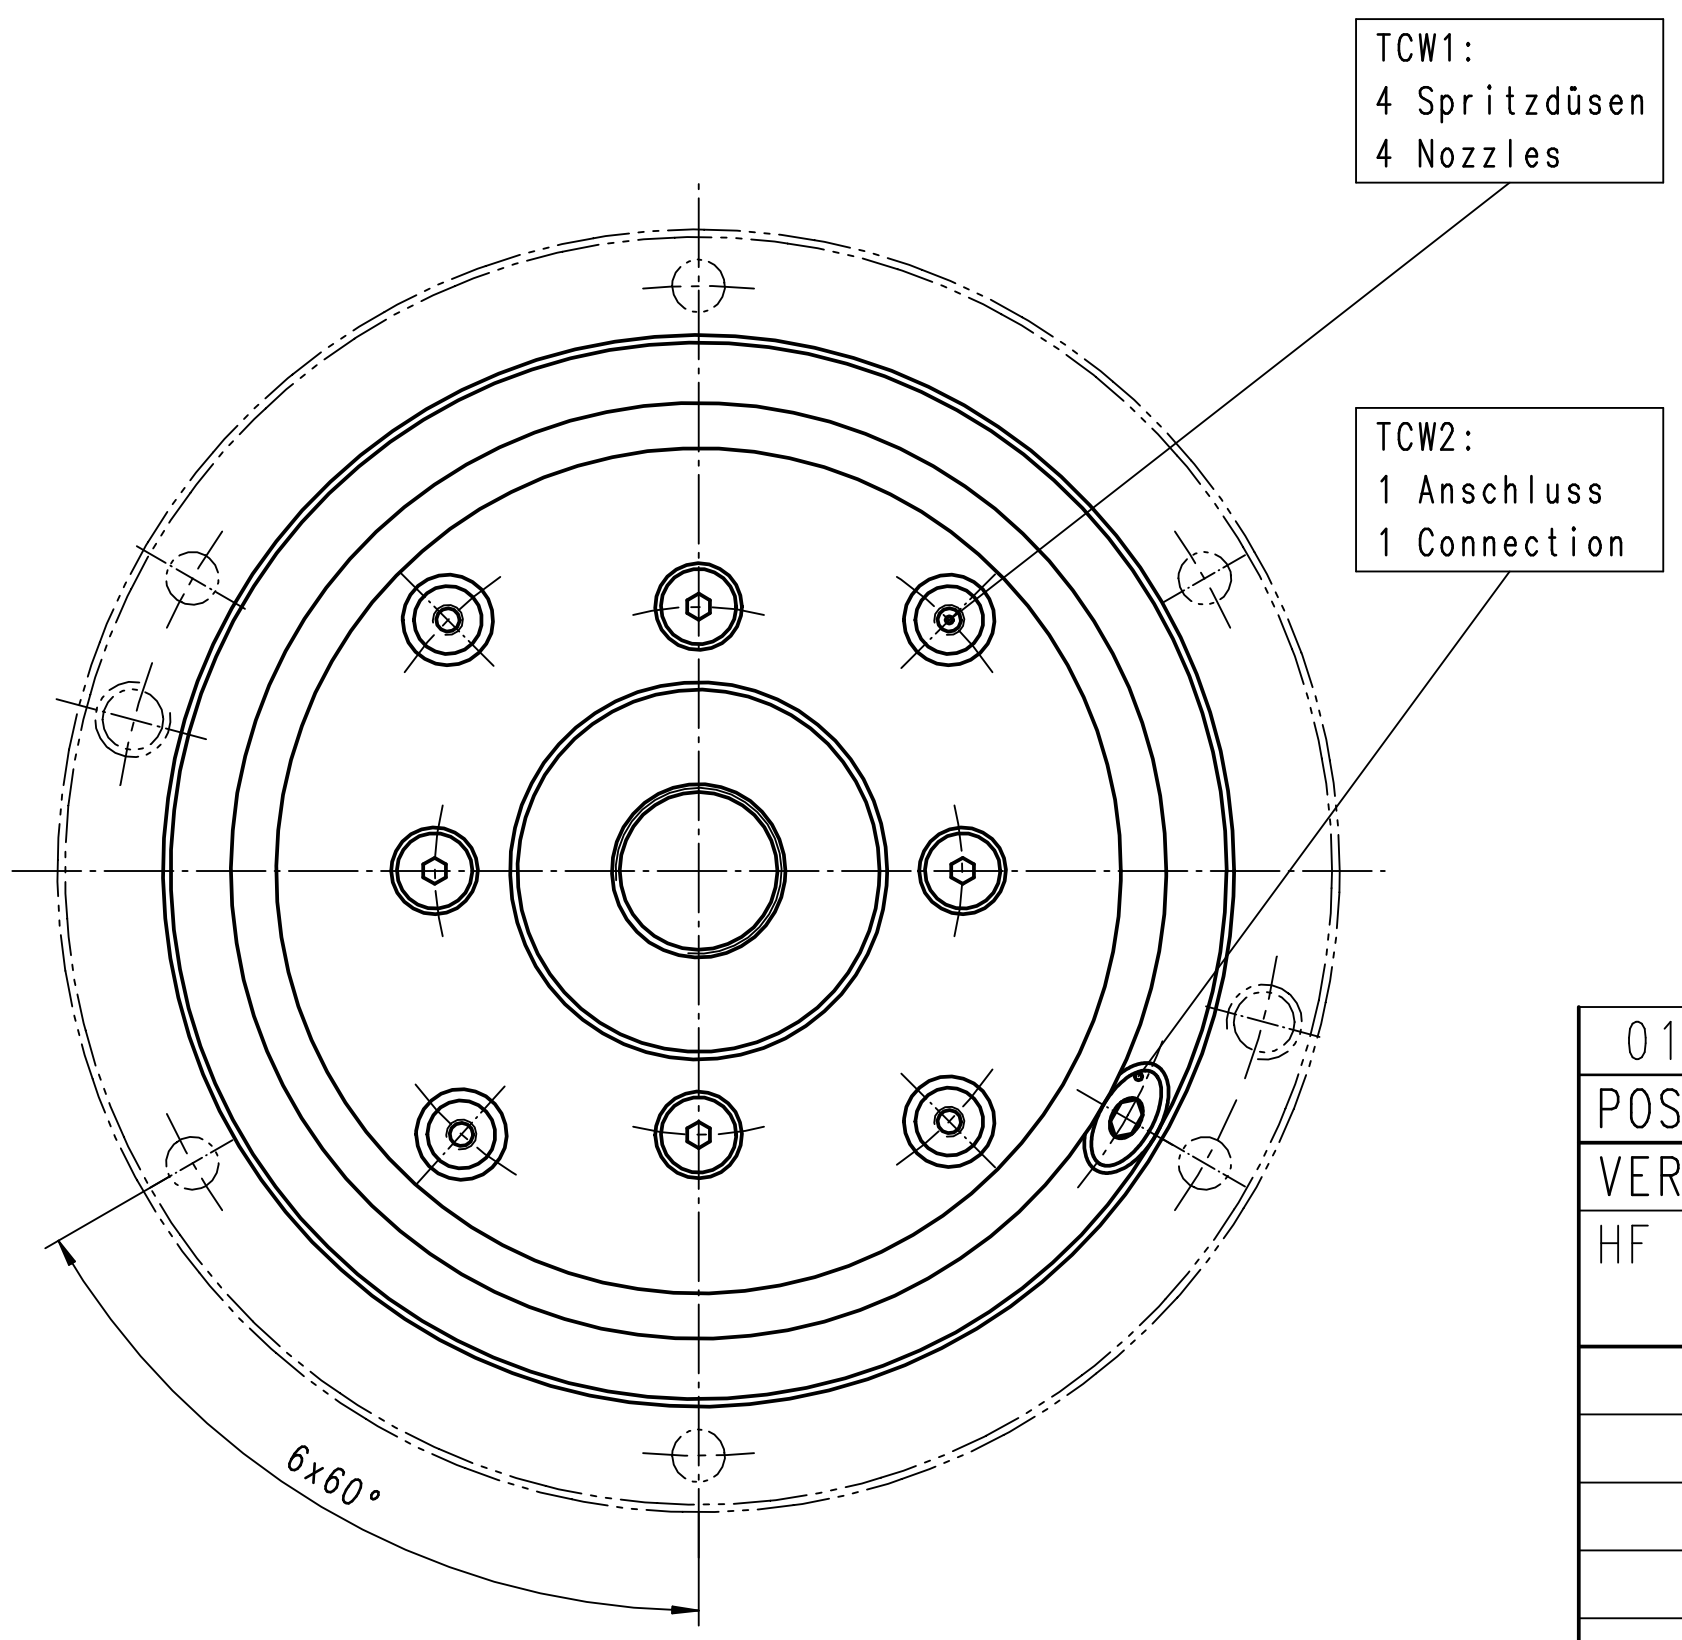 TCW1:
4 Spritzdüsen
4 Nozzles
TCW2:
1 Anschluss
1 Connection
01
POS
VER
HF
6x60°